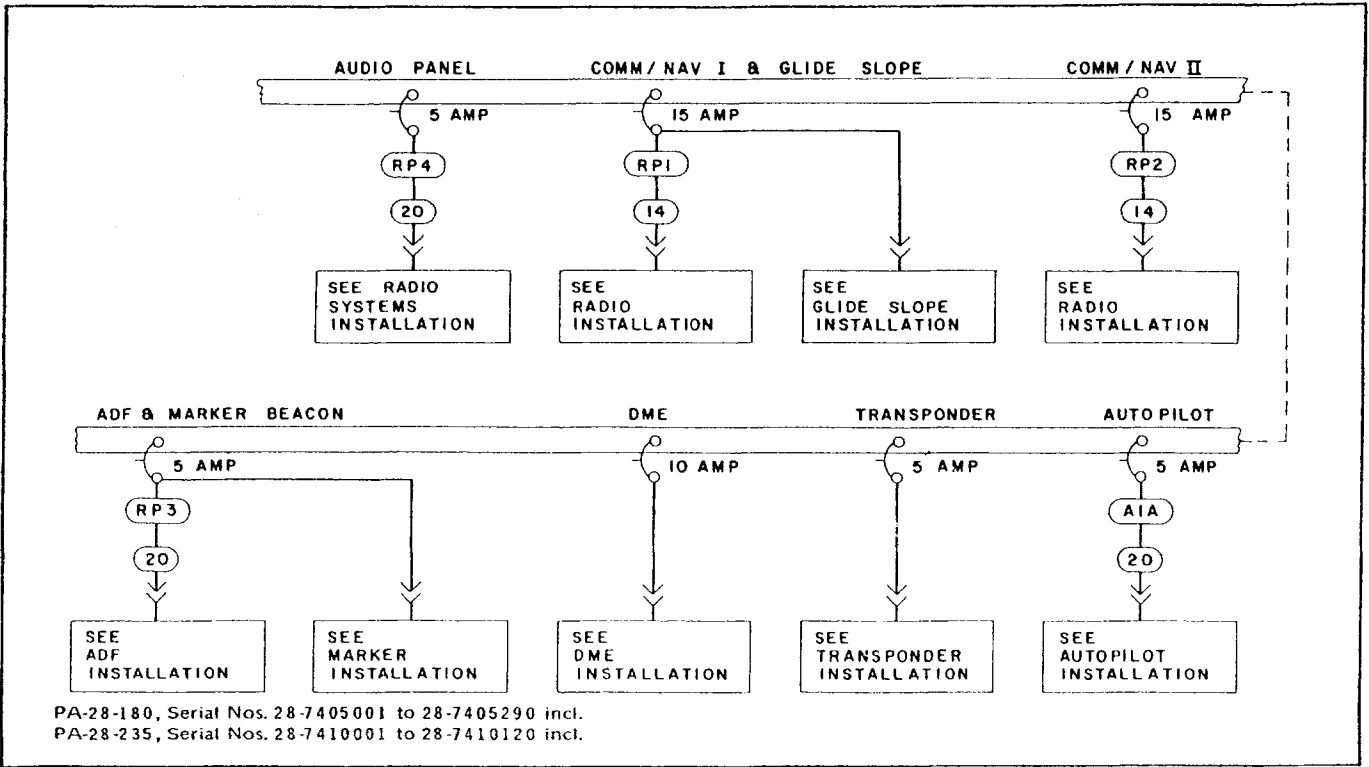 AUDIO PANEL COMM/NAV I & GLIDE SLOPE COMM/NAV II
5 AMP 15 AMP 15 AMP
RP4 RP1 RP2
20 14 14
SEE RADIO
SYSTEMS
INSTALLATION
SEE
RADIO
INSTALLATION
SEE
GLIDE SLOPE
INSTALLATION
SEE
RADIO
INSTALLATION
ADF & MARKER BEACON DME TRANSPONDER AUTO PILOT
5 AMP 10 AMP 5 AMP 5 AMP
RP3 A1A
20 20
SEE
ADF
INSTALLATION
SEE
MARKER
INSTALLATION
SEE
DME
INSTALLATION
SEE
TRANSPONDER
INSTALLATION
SEE
AUTOPILOT
INSTALLATION
PA-28-180, Serial Nos. 28-7405001 to 28-7405290 incl.
PA-28-235, Serial Nos. 28-7410001 to 28-7410120 incl.